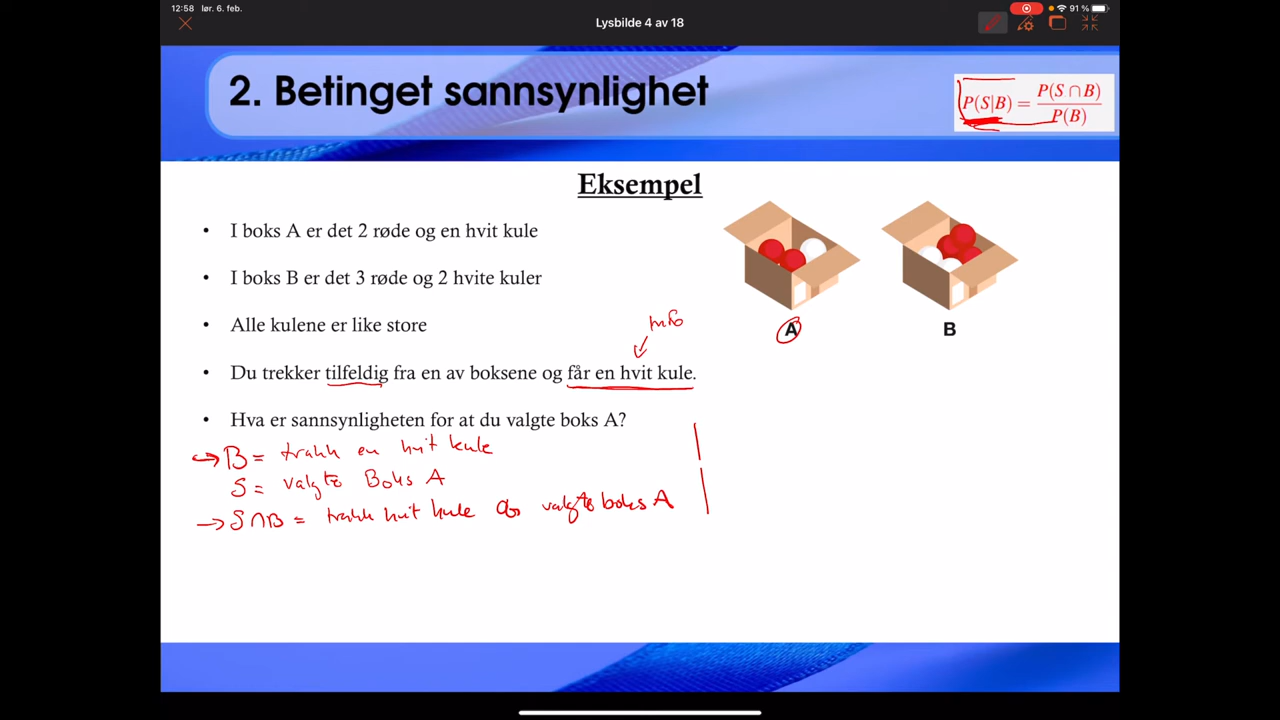 12:58 lør. 6. feb.
91 %
Lysbilde 4 av 18
2. Betinget sannsynlighet
P(S|B) = P(S ∩ B) / P(B)
Eksempel
• I boks A er det 2 røde og en hvit kule
• I boks B er det 3 røde og 2 hvite kuler
• Alle kulene er like store
info
• Du trekker tilfeldig fra en av boksene og får en hvit kule.
• Hva er sannsynligheten for at du valgte boks A?
A
B
→ B = trakk en hvit kule
S = valgte Boks A
→ S∩B = trakk hvit kule og valgte boks A